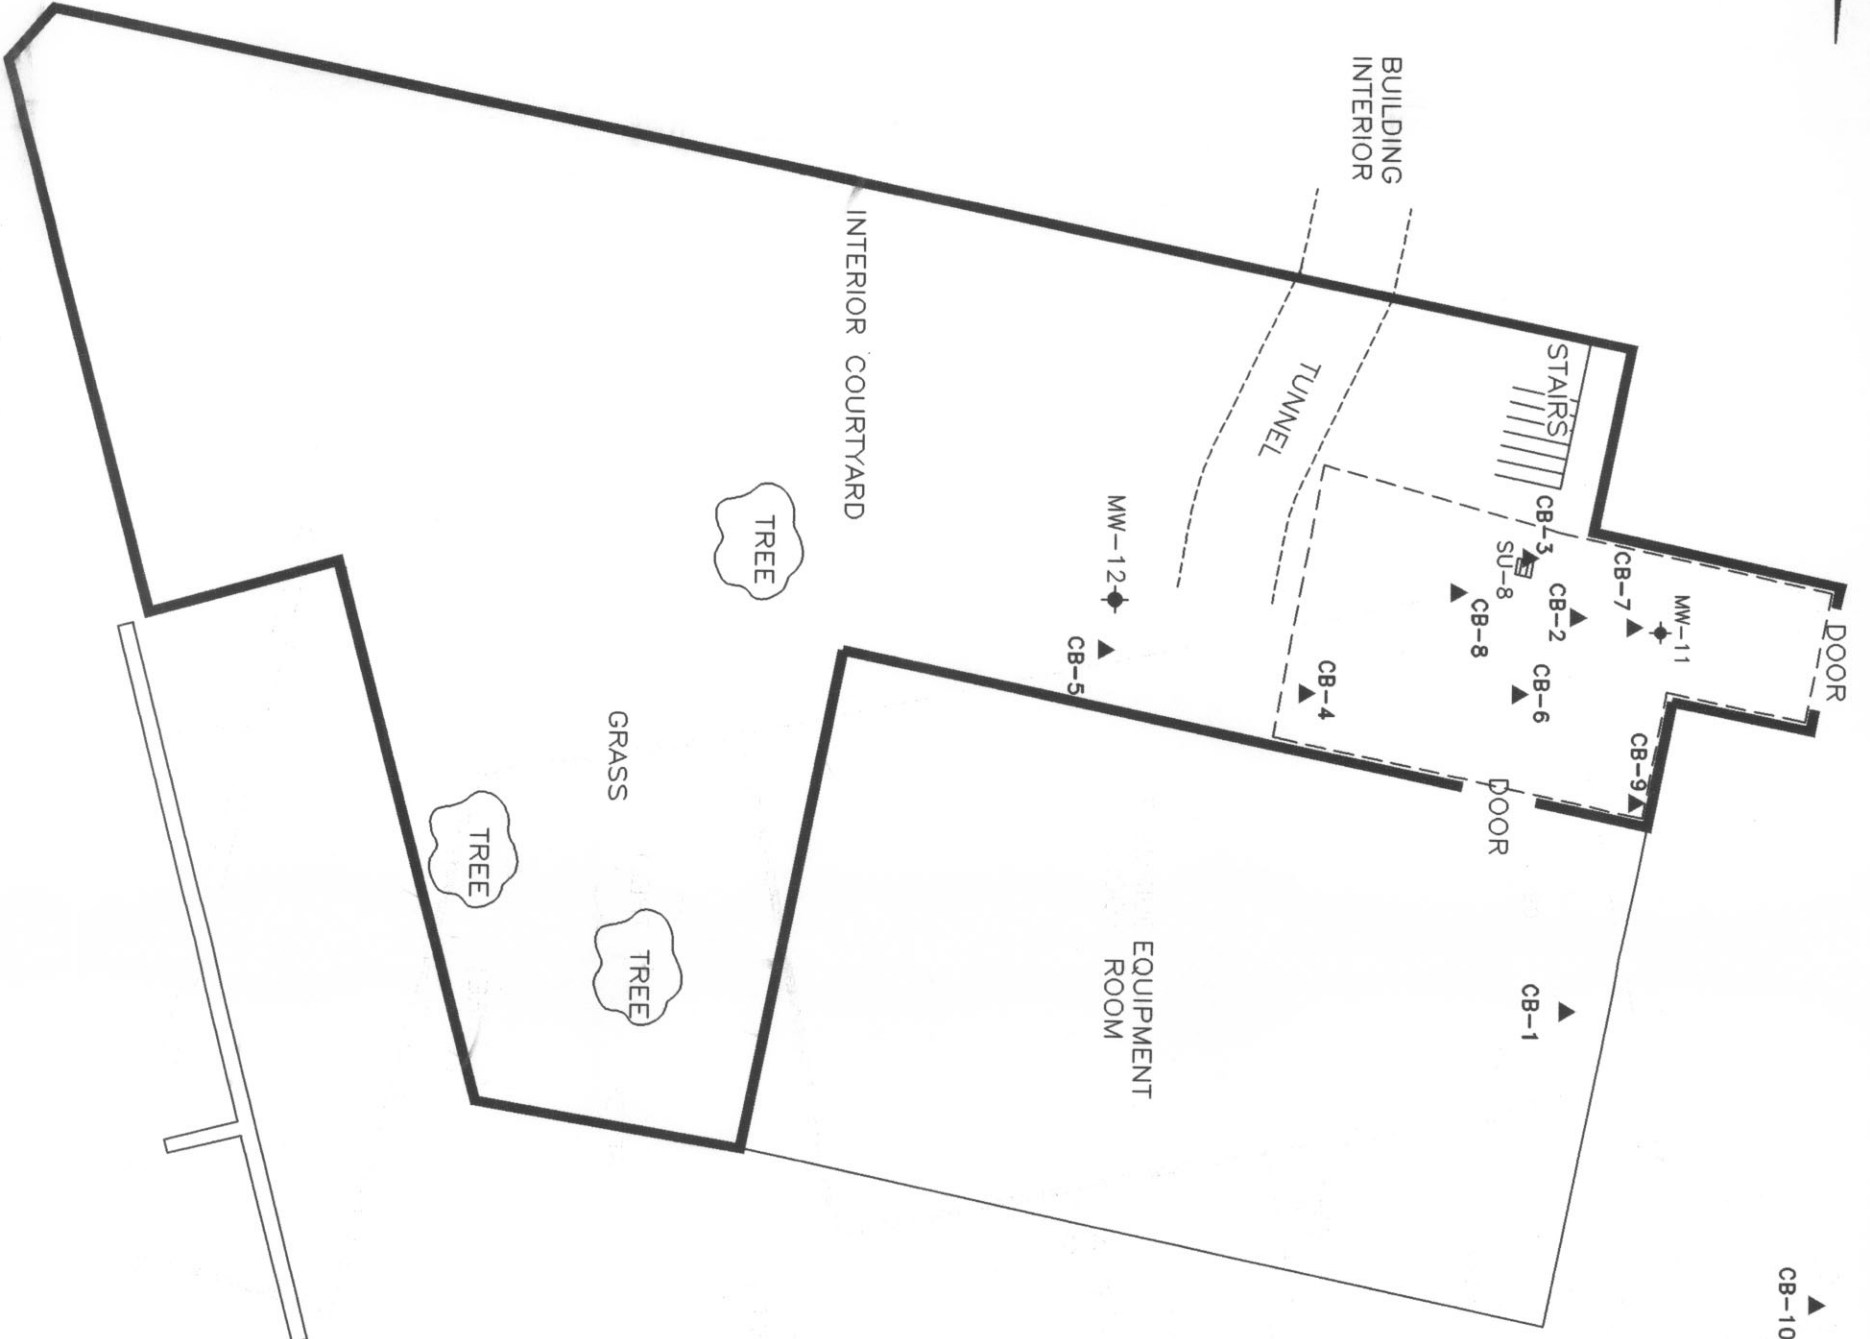 BUILDING
INTERIOR
INTERIOR COURTYARD
TUNNEL
STAIRS
DOOR
MW-11
CB-7
CB-3
SU-8
CB-2
CB-8
CB-6
CB-9
CB-4
MW-12
CB-5
DOOR
TREE
GRASS
TREE
TREE
EQUIPMENT
ROOM
CB-1
CB-10